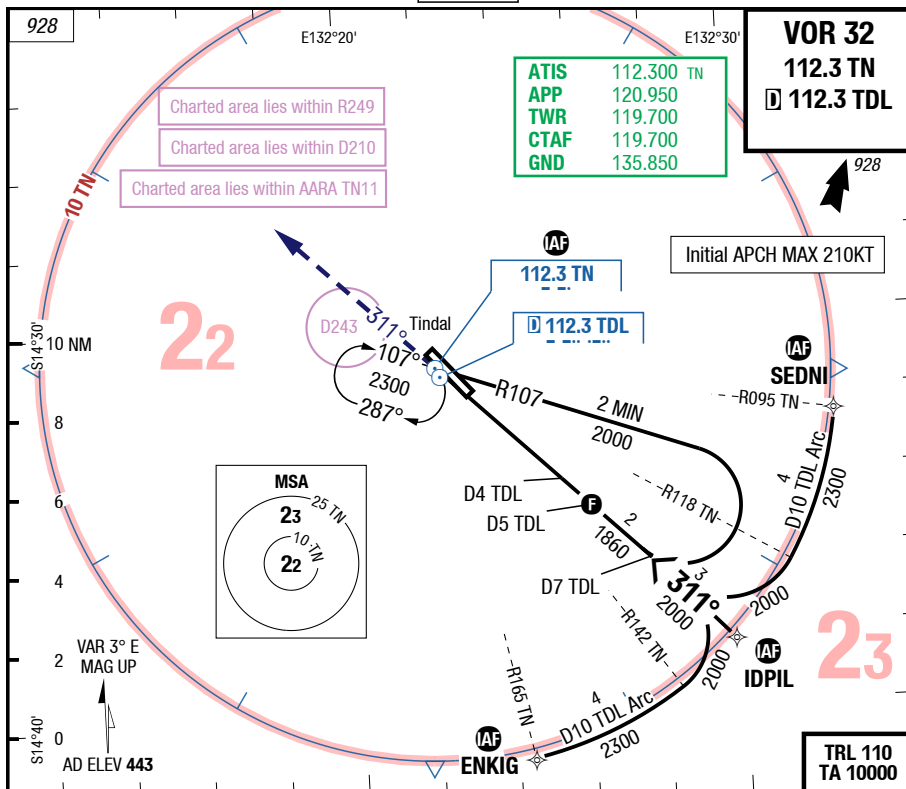 928
E132°20'
E132°30'
VOR 32
112.3 TN
D 112.3 TDL
ATIS 112.300 TN
APP 120.950
TWR 119.700
CTAF 119.700
GND 135.850
Charted area lies within R249
Charted area lies within D210
Charted area lies within AARA TN11
10 TN
928
Initial APCH MAX 210KT
IAF
112.3 TN
D 112.3 TDL
D243
311°
Tindal
107°
2300
287°
22
S14°30'
10 NM
8
6
4
2
0
S14°40'
IAF
SEDNI
R095 TN
R107
2 MIN
2000
4
D10 TDL Arc
2300
R118 TN
D4 TDL
D5 TDL
F
2
1860
D7 TDL
3
311°
2000
2000
R142 TN
2000
IAF
IDPIL
23
MSA
25 TN
23
10 TN
22
R165 TN
4
D10 TDL Arc
2300
IAF
ENKIG
VAR 3° E
MAG UP
AD ELEV 443
TRL 110
TA 10000